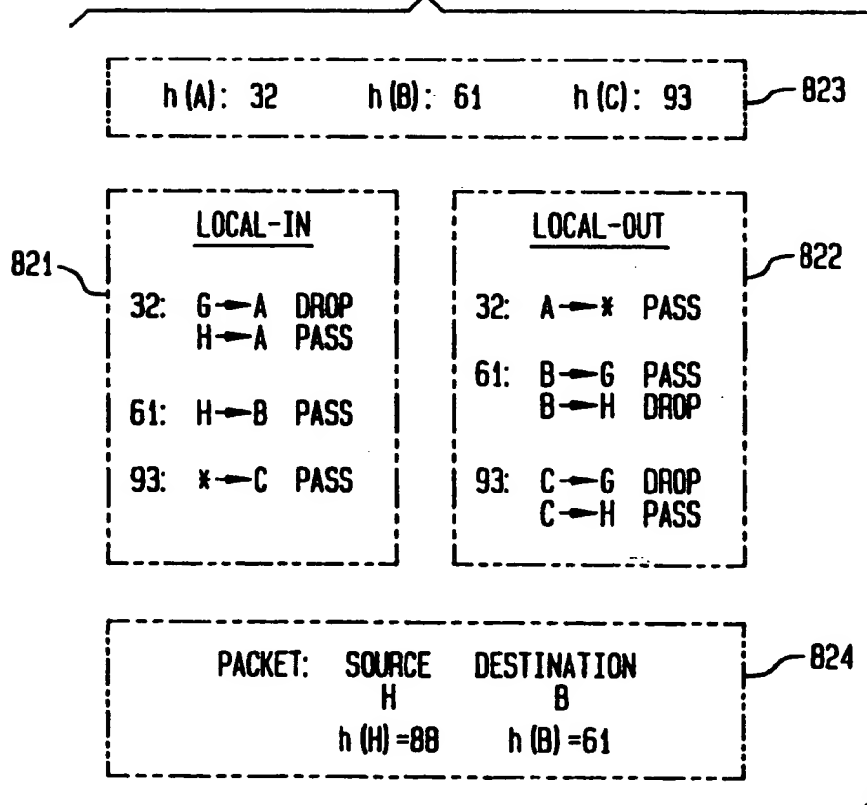 h (A): 32 h (B): 61 h (C): 93
823
LOCAL-IN
821
32: G→A DROP
H→A PASS
61: H→B PASS
93: *→C PASS
LOCAL-OUT
822
32: A→* PASS
61: B→G PASS
B→H DROP
93: C→G DROP
C→H PASS
PACKET: SOURCE DESTINATION
824
H B
h (H) =88 h (B) =61